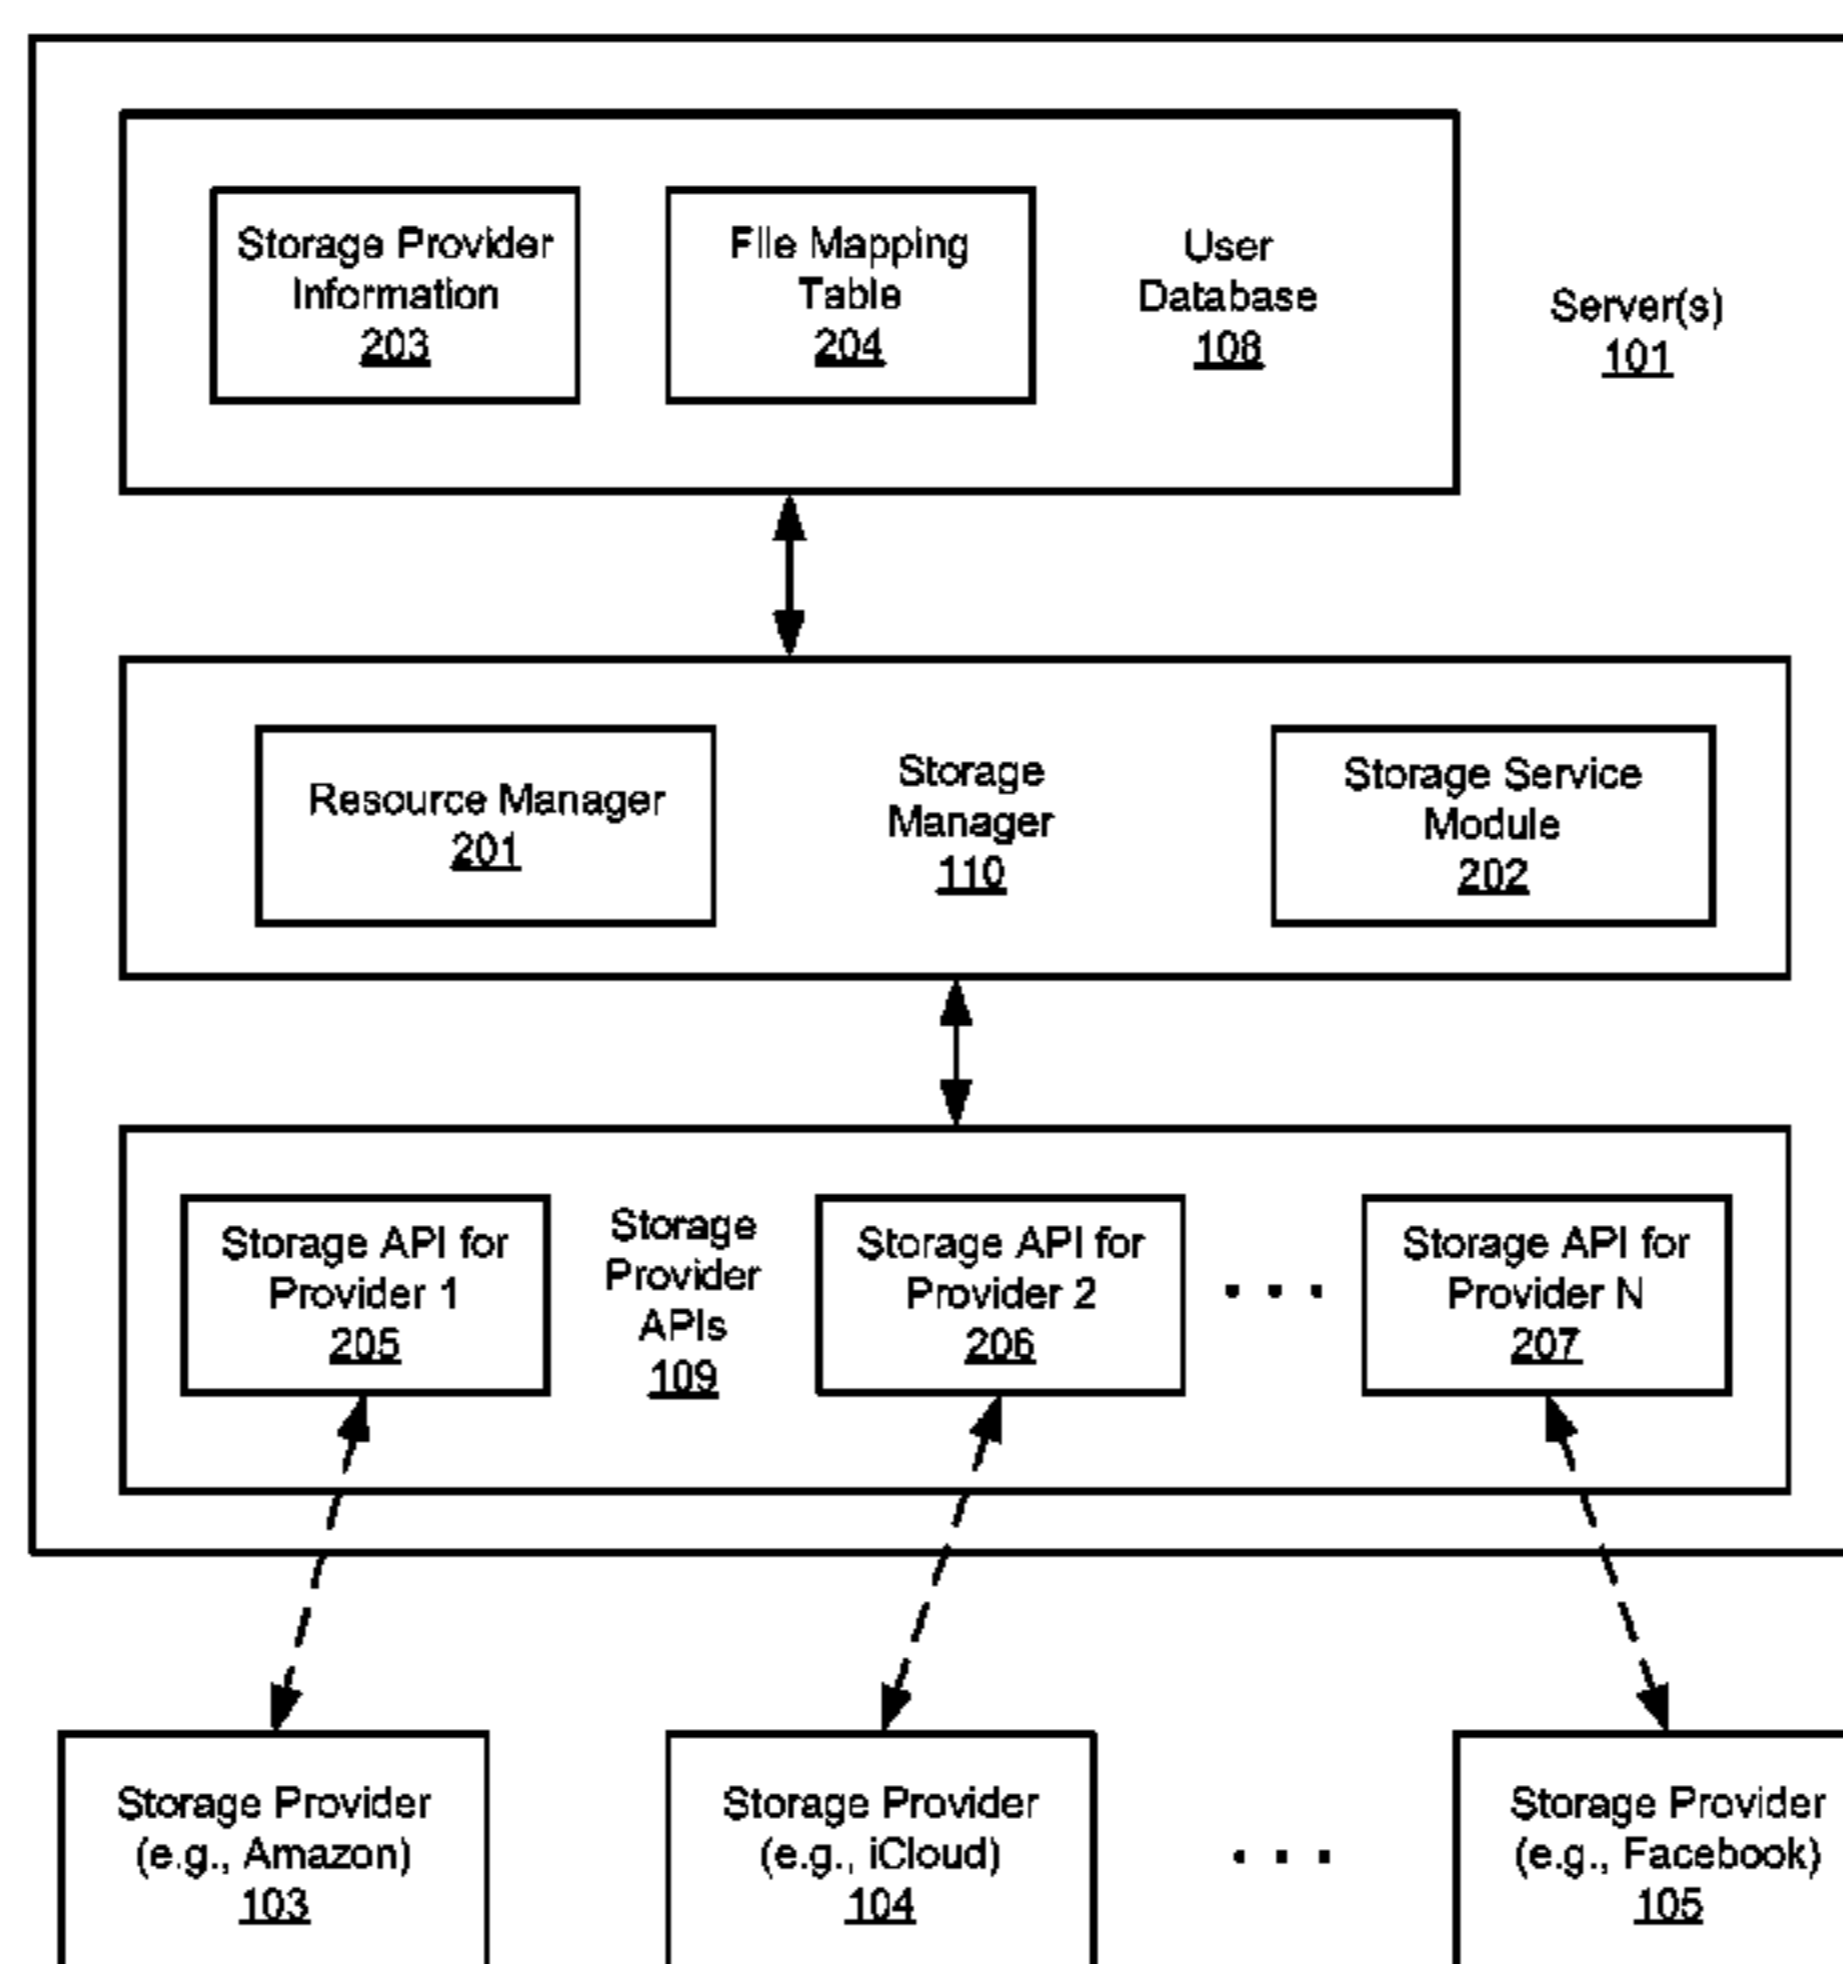 Storage Provider
Information
203
File Mapping
Table
204
User
Database
108
Server(s)
101
Resource Manager
201
Storage
Manager
110
Storage Service
Module
202
Storage API for
Provider 1
205
Storage
Provider
APIs
109
Storage API for
Provider 2
206
. . .
Storage API for
Provider N
207
Storage Provider
(e.g., Amazon)
103
Storage Provider
(e.g., iCloud)
104
. . .
Storage Provider
(e.g., Facebook)
105